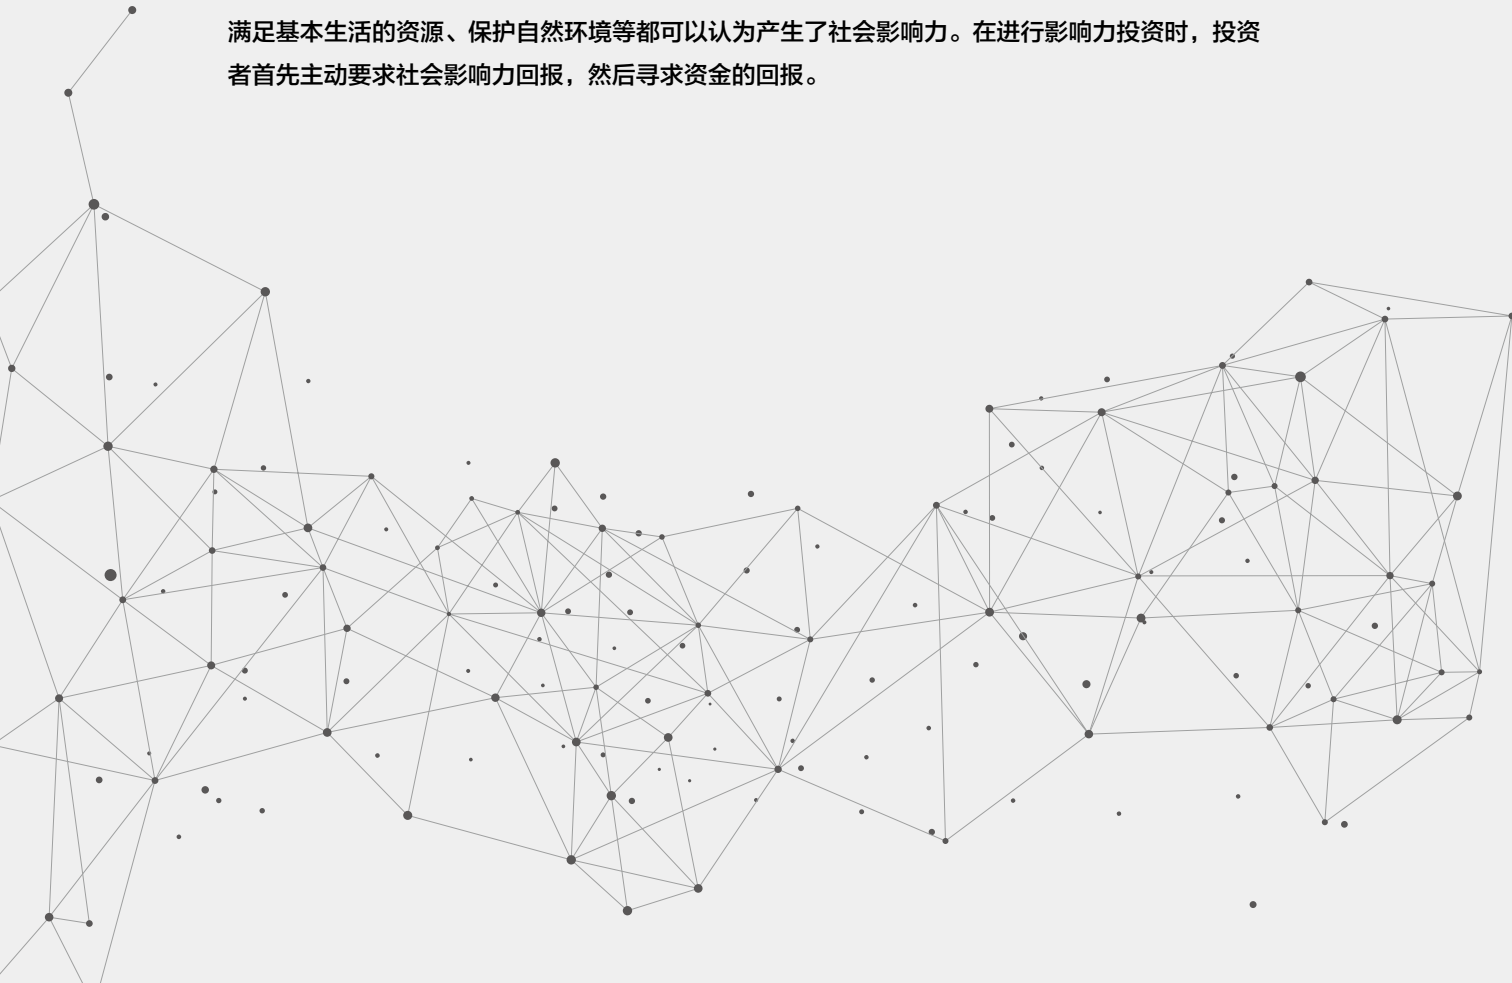 满足基本生活的资源、保护自然环境等都可以认为产生了社会影响力。在进行影响力投资时，投资
者首先主动要求社会影响力回报，然后寻求资金的回报。